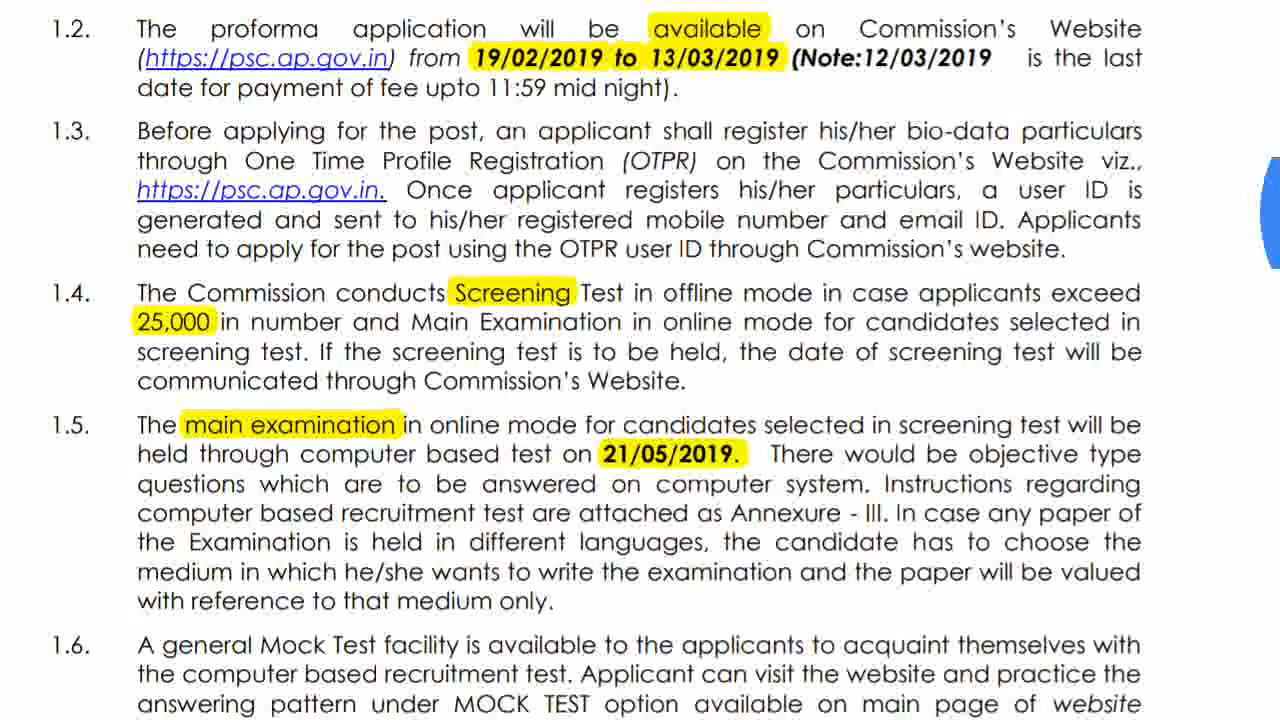 1.2. The proforma application will be available on Commission's Website
(https://psc.ap.gov.in) from 19/02/2019 to 13/03/2019 (Note:12/03/2019 is the last
date for payment of fee upto 11:59 mid night).
1.3. Before applying for the post, an applicant shall register his/her bio-data particulars
through One Time Profile Registration (OTPR) on the Commission's Website viz.,
https://psc.ap.gov.in. Once applicant registers his/her particulars, a user ID is
generated and sent to his/her registered mobile number and email ID. Applicants
need to apply for the post using the OTPR user ID through Commission's website.
1.4. The Commission conducts Screening Test in offline mode in case applicants exceed
25,000 in number and Main Examination in online mode for candidates selected in
screening test. If the screening test is to be held, the date of screening test will be
communicated through Commission's Website.
1.5. The main examination in online mode for candidates selected in screening test will be
held through computer based test on 21/05/2019. There would be objective type
questions which are to be answered on computer system. Instructions regarding
computer based recruitment test are attached as Annexure - III. In case any paper of
the Examination is held in different languages, the candidate has to choose the
medium in which he/she wants to write the examination and the paper will be valued
with reference to that medium only.
1.6. A general Mock Test facility is available to the applicants to acquaint themselves with
the computer based recruitment test. Applicant can visit the website and practice the
answering pattern under MOCK TEST option available on main page of website